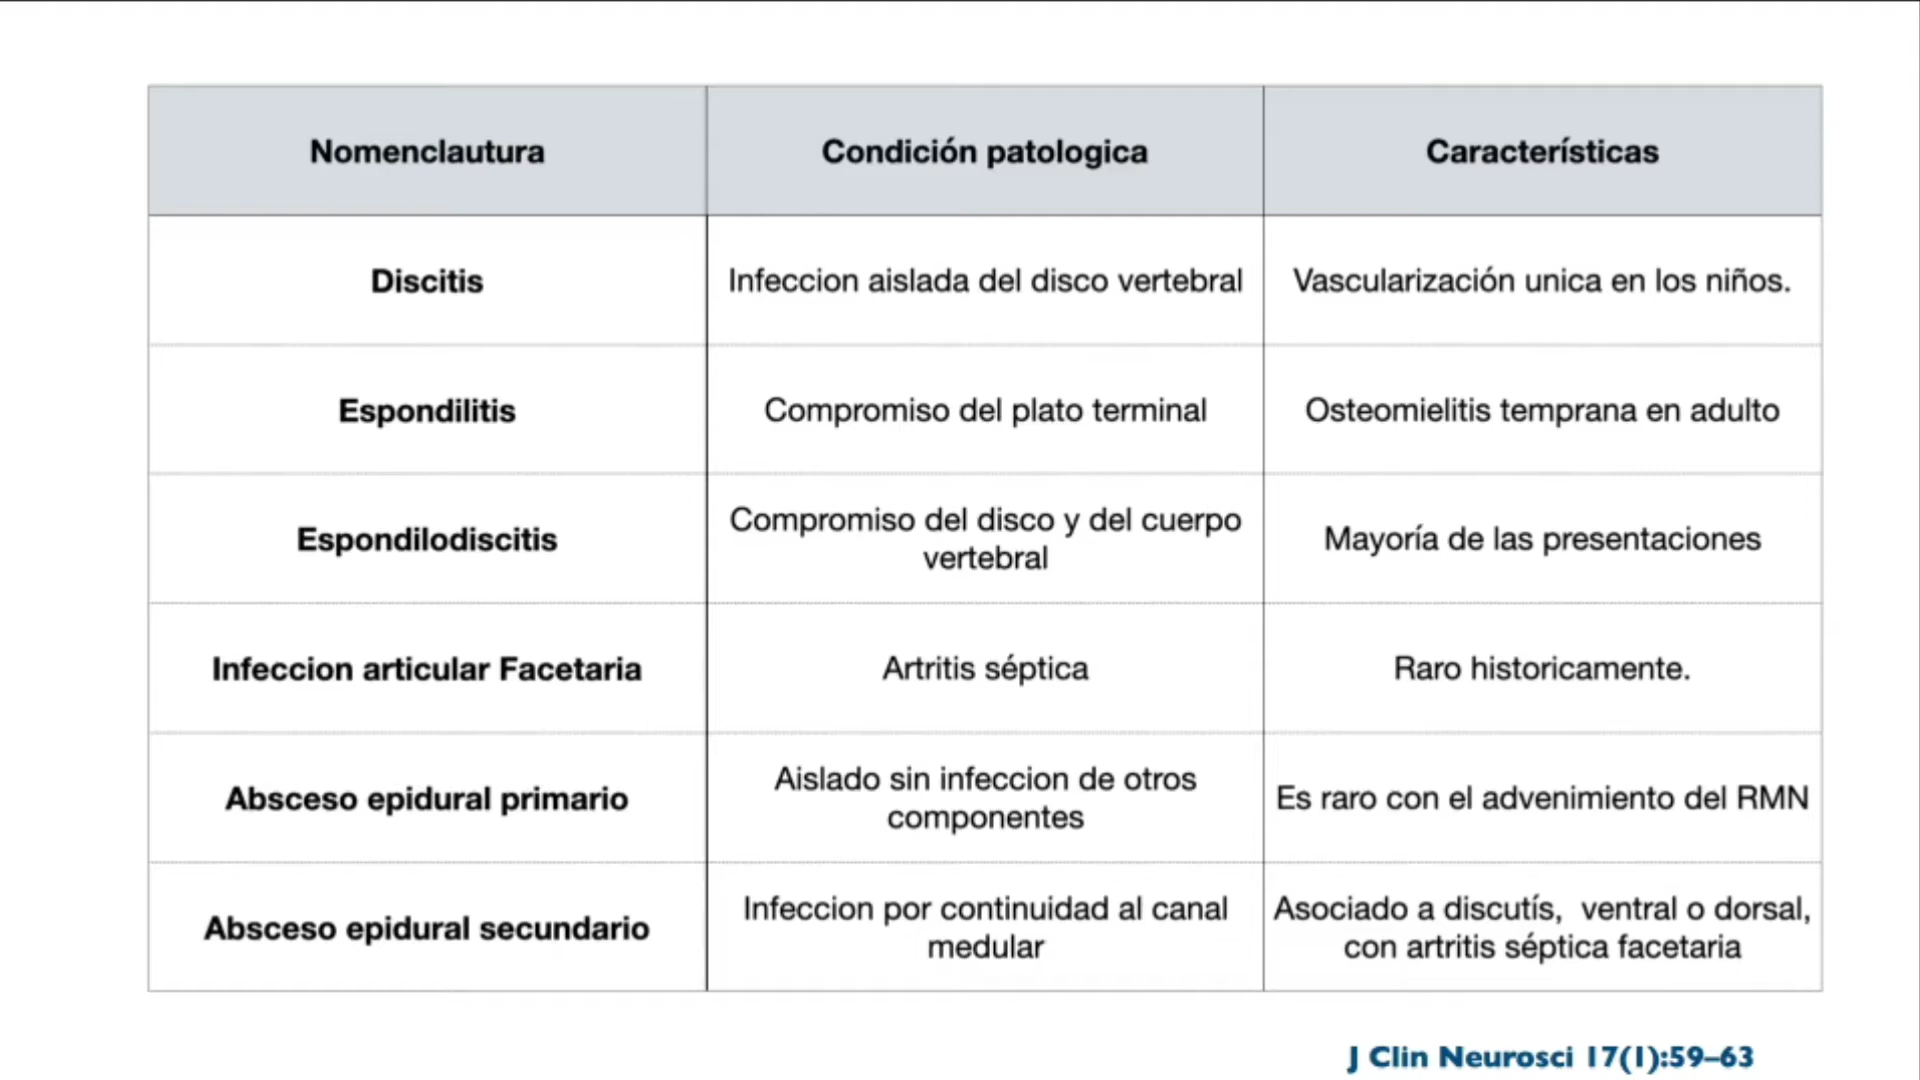 Nomenclautura
Condición patologica
Características
Discitis
Infeccion aislada del disco vertebral
Vascularización unica en los niños.
Espondilitis
Compromiso del plato terminal
Osteomielitis temprana en adulto
Espondilodiscitis
Compromiso del disco y del cuerpo
vertebral
Mayoría de las presentaciones
Infeccion articular Facetaria
Artritis séptica
Raro historicamente.
Absceso epidural primario
Aislado sin infeccion de otros
componentes
Es raro con el advenimiento del RMN
Absceso epidural secundario
Infeccion por continuidad al canal
medular
Asociado a discutís, ventral o dorsal,
con artritis séptica facetaria
J Clin Neurosci 17(1):59–63